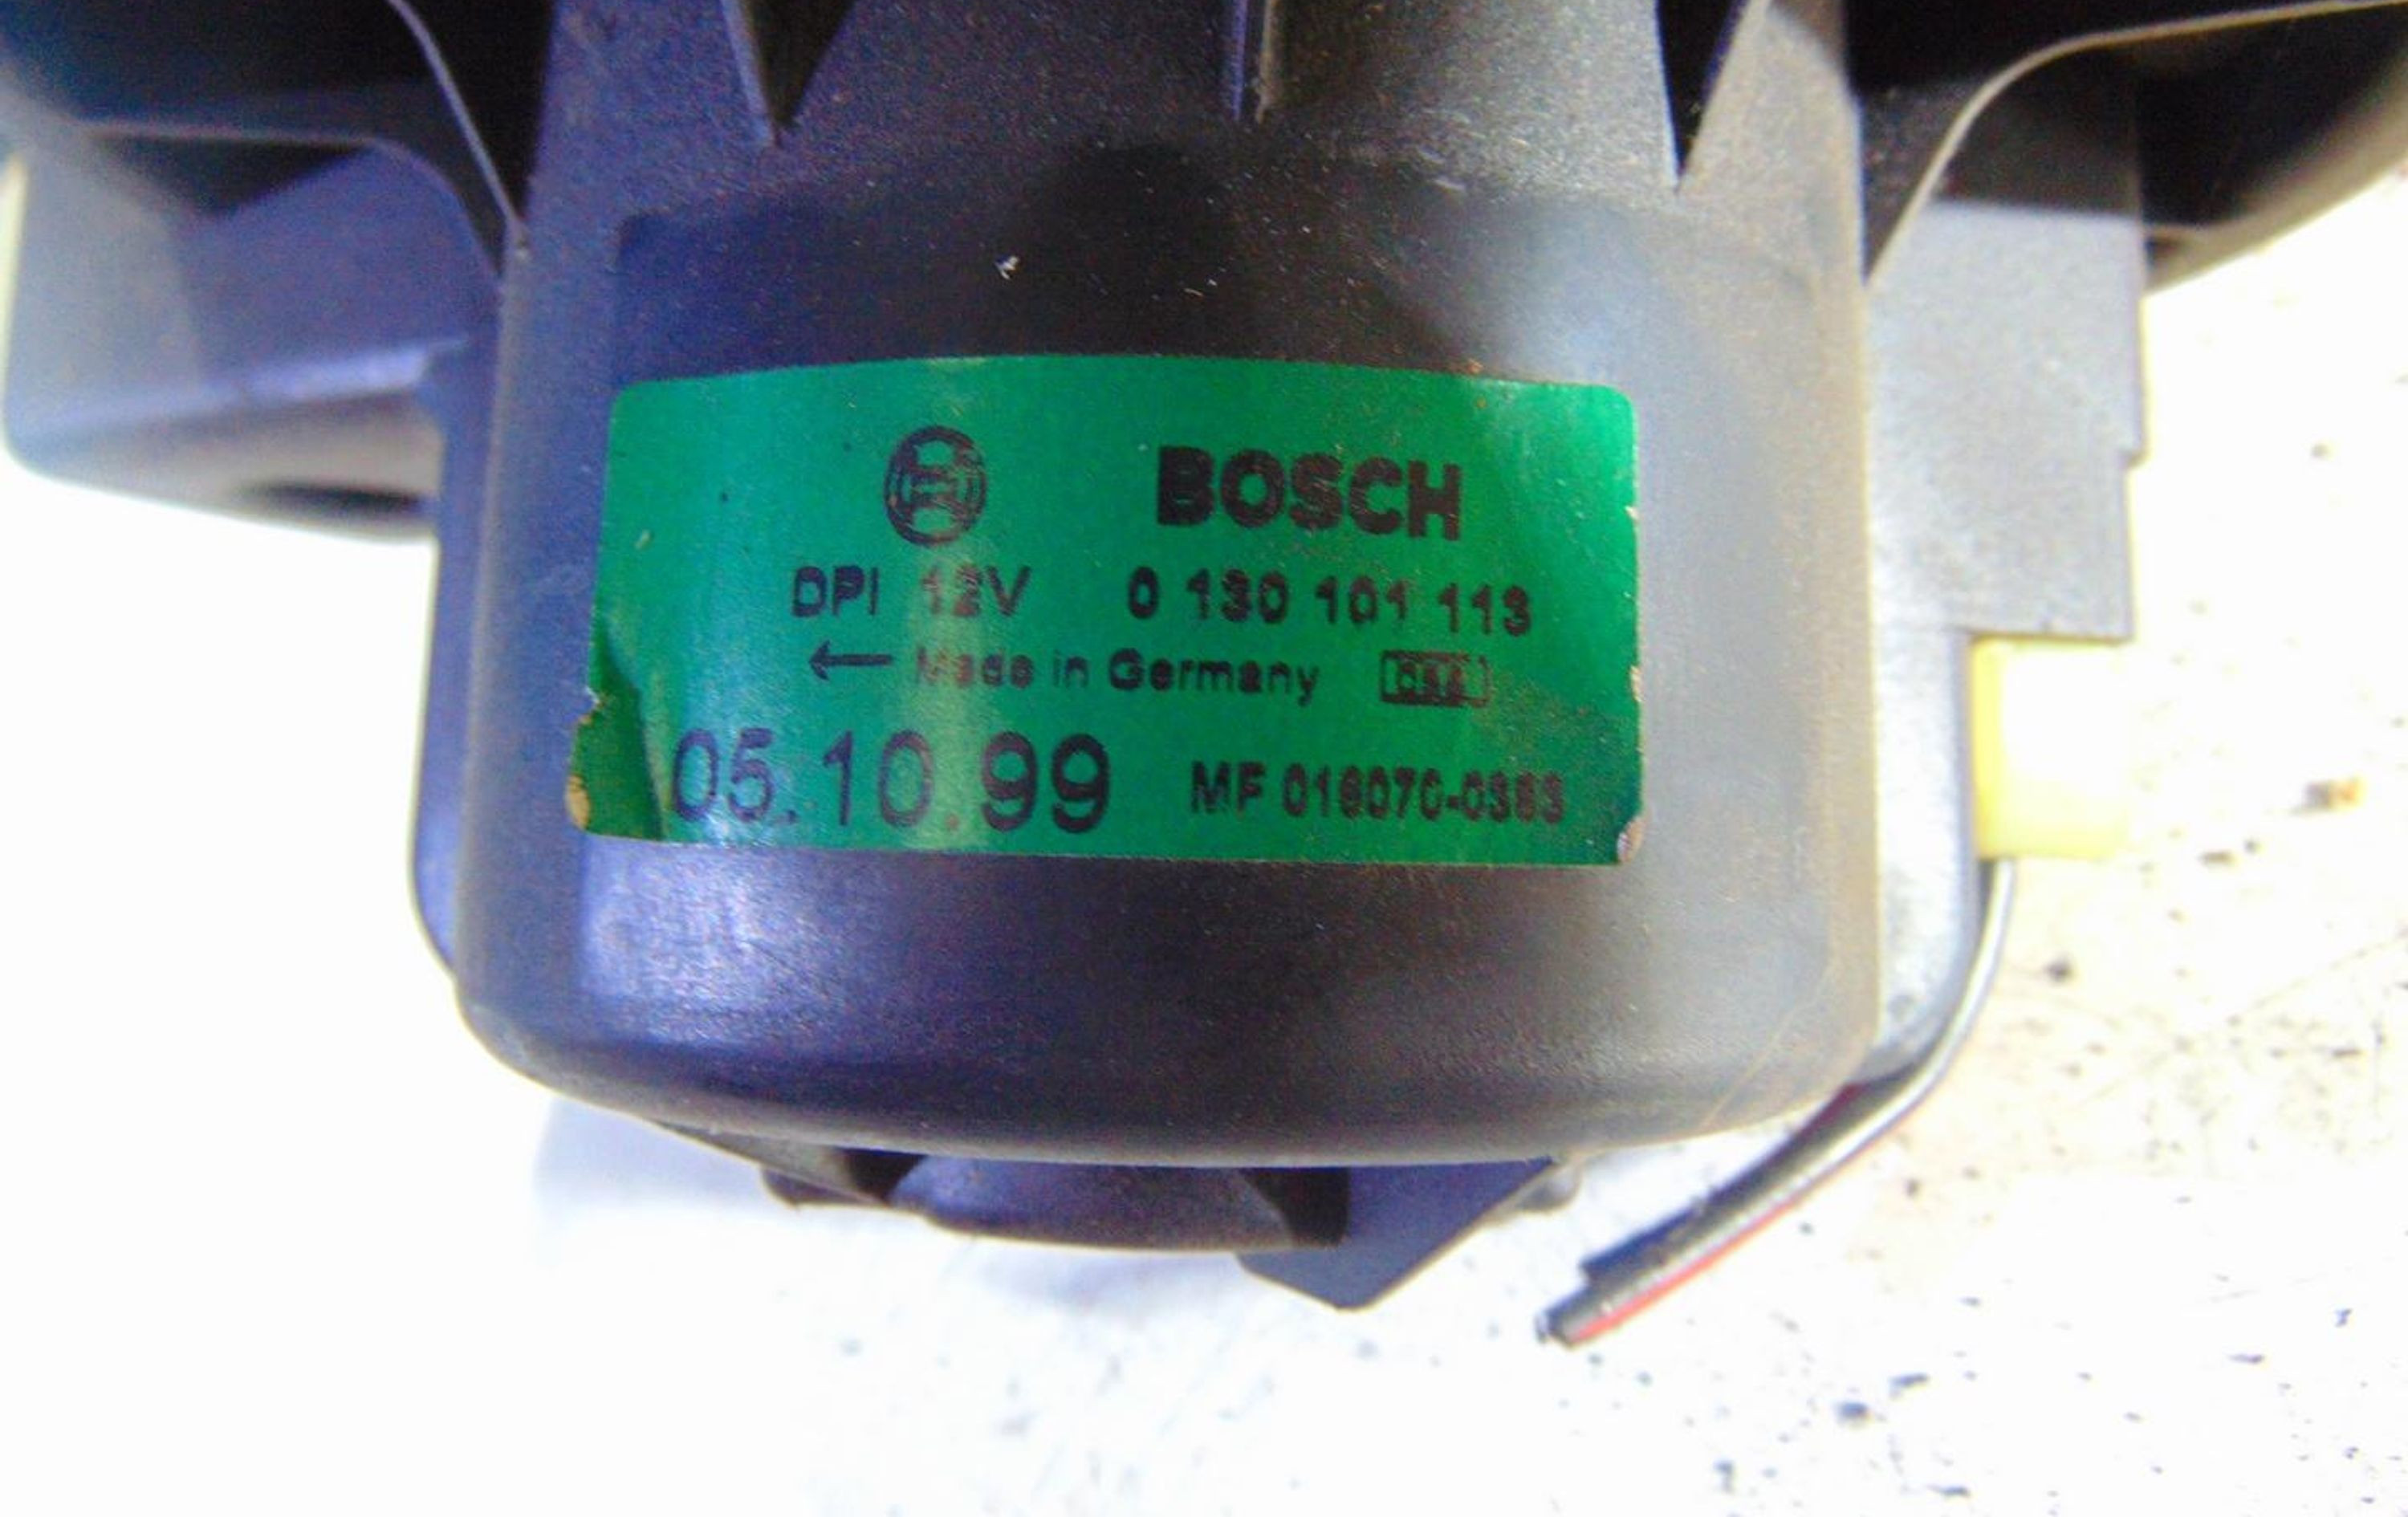 BOSCH
DPI 12V 0 130 101 113
← Made in Germany
05.10.99 MF 016070-0383